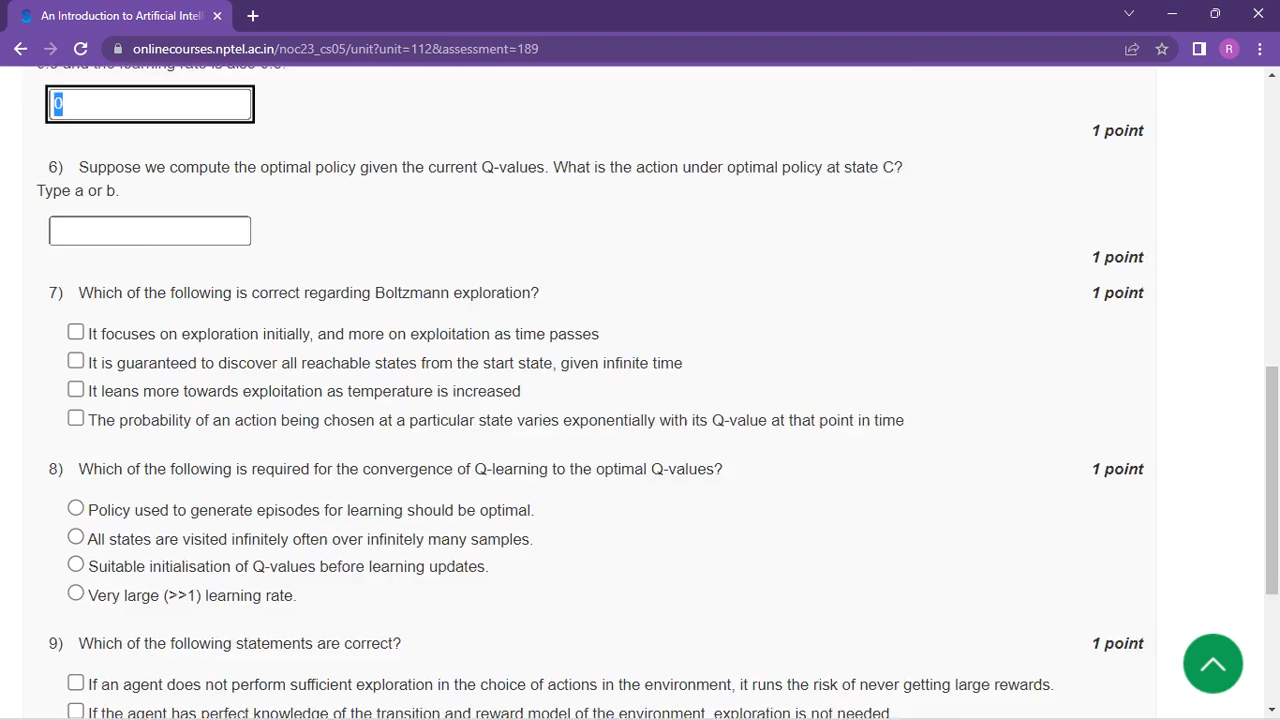 An Introduction to Artificial Intel
onlinecourses.nptel.ac.in/noc23_cs05/unit?unit=112&assessment=189
R
0
1 point
6) Suppose we compute the optimal policy given the current Q-values. What is the action under optimal policy at state C?
Type a or b.
1 point
7) Which of the following is correct regarding Boltzmann exploration? 1 point
It focuses on exploration initially, and more on exploitation as time passes
It is guaranteed to discover all reachable states from the start state, given infinite time
It leans more towards exploitation as temperature is increased
The probability of an action being chosen at a particular state varies exponentially with its Q-value at that point in time
8) Which of the following is required for the convergence of Q-learning to the optimal Q-values? 1 point
Policy used to generate episodes for learning should be optimal.
All states are visited infinitely often over infinitely many samples.
Suitable initialisation of Q-values before learning updates.
Very large (>>1) learning rate.
9) Which of the following statements are correct? 1 point
If an agent does not perform sufficient exploration in the choice of actions in the environment, it runs the risk of never getting large rewards.
If the agent has perfect knowledge of the transition and reward model of the environment, exploration is not needed